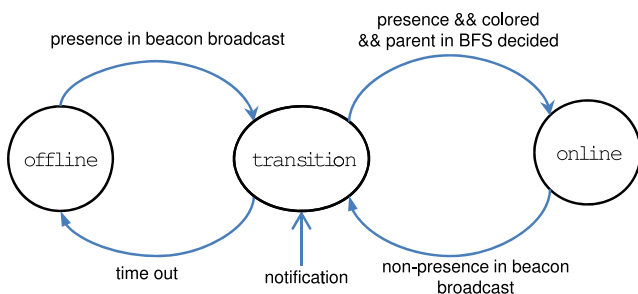 presence in beacon broadcast
presence && colored
&& parent in BFS decided
offline
transition
online
time out
notification
non-presence in beacon
broadcast